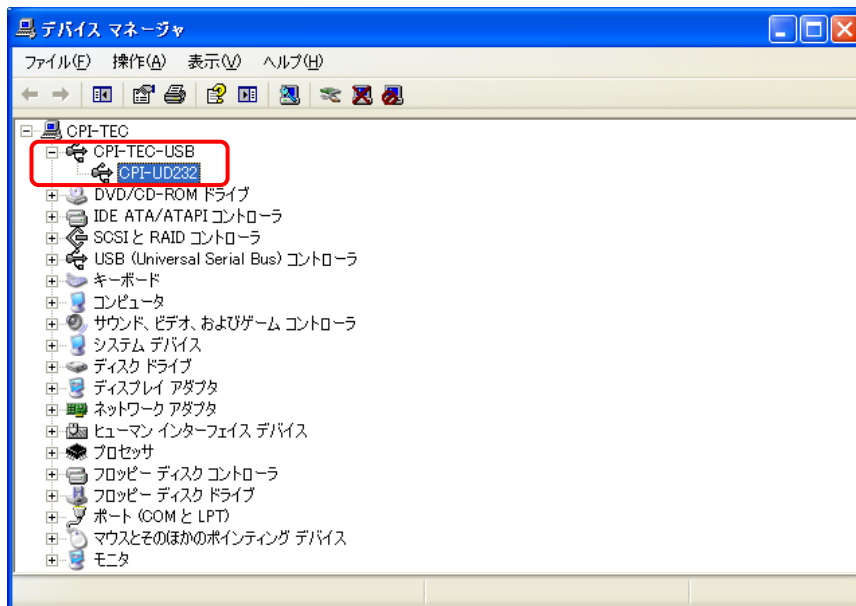 デバイス マネージャ
ファイル(F) 操作(A) 表示(V) ヘルプ(H)
CPI-TEC
CPI-TEC-USB
CPI-UD232
DVD/CD-ROM ドライブ
IDE ATA/ATAPI コントローラ
SCSI と RAID コントローラ
USB (Universal Serial Bus) コントローラ
キーボード
コンピュータ
サウンド、ビデオ、およびゲーム コントローラ
システム デバイス
ディスク ドライブ
ディスプレイ アダプタ
ネットワーク アダプタ
ヒューマン インターフェイス デバイス
プロセッサ
フロッピー ディスク コントローラ
フロッピー ディスク ドライブ
ポート (COM と LPT)
マウスとそのほかのポインティング デバイス
モニタ